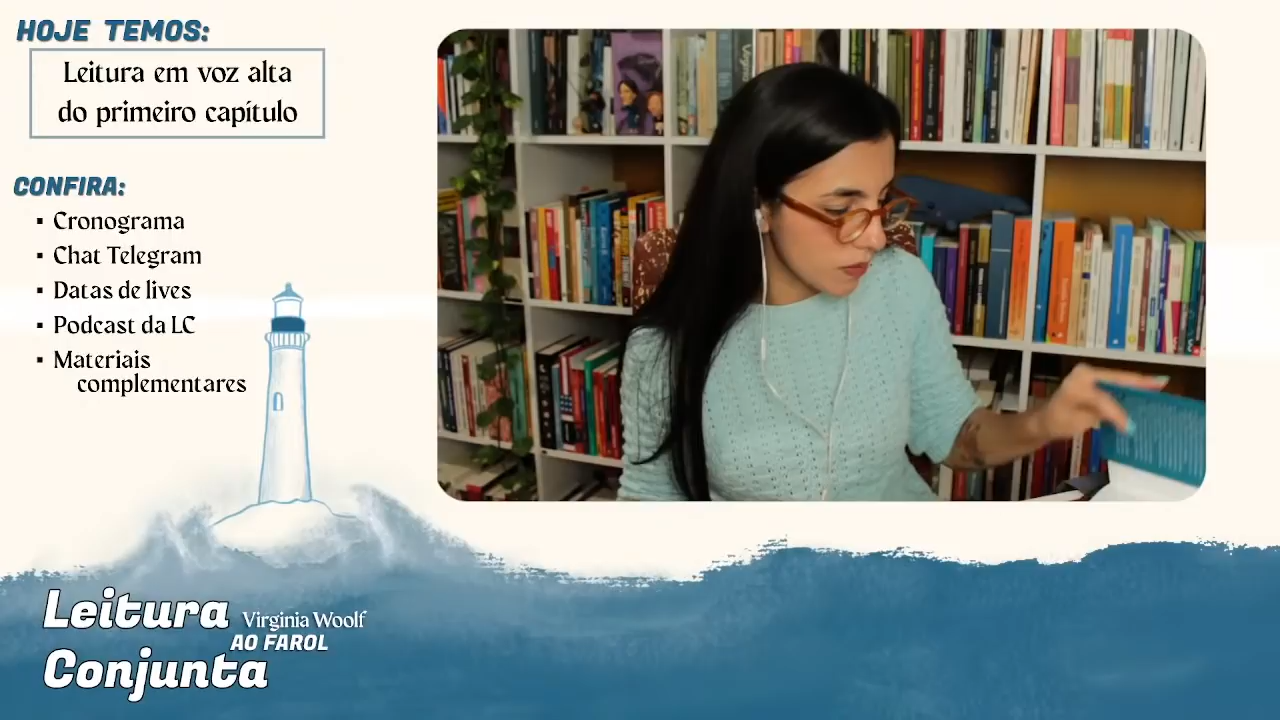 HOJE TEMOS:
Leitura em voz alta
do primeiro capítulo
CONFIRA:
▪ Cronograma
▪ Chat Telegram
▪ Datas de lives
▪ Podcast da LC
▪ Materiais
complementares
Leitura
Virginia Woolf
AO FAROL
Conjunta